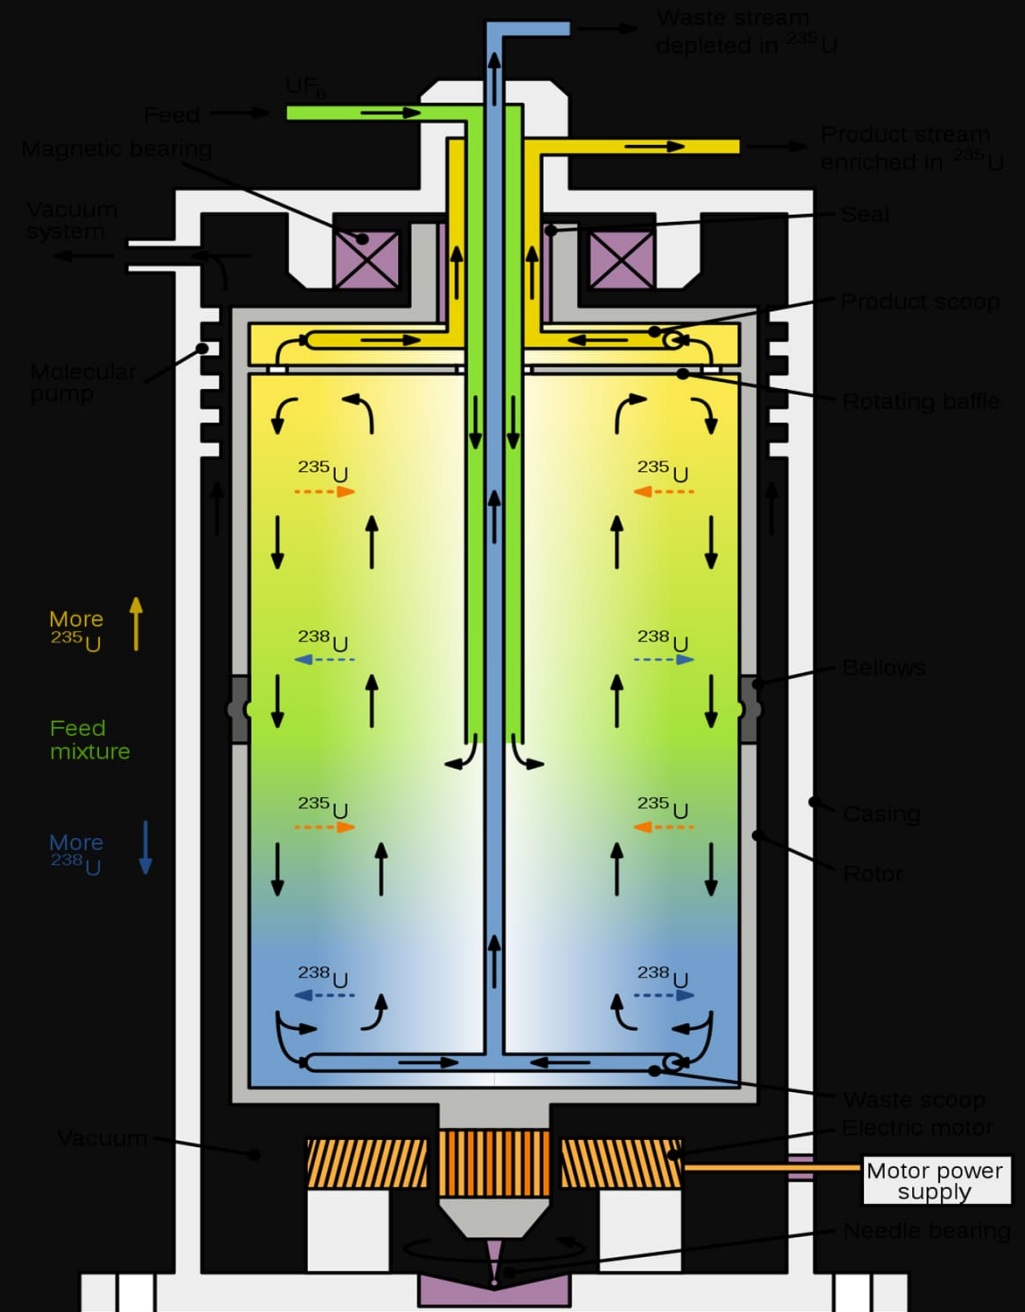 Waste stream
depleted in ²³⁵U
UF₆
Feed
Product stream
enriched in ²³⁵U
Magnetic bearing
Vacuum
system
Seal
Product scoop
Molecular
pump
Rotating baffle
²³⁵U
²³⁵U
More
²³⁵U
²³⁸U
²³⁸U
Bellows
Feed
mixture
²³⁵U
²³⁵U
Casing
More
²³⁸U
Rotor
²³⁸U
²³⁸U
Waste scoop
Electric motor
Vacuum
Motor power
supply
Needle bearing